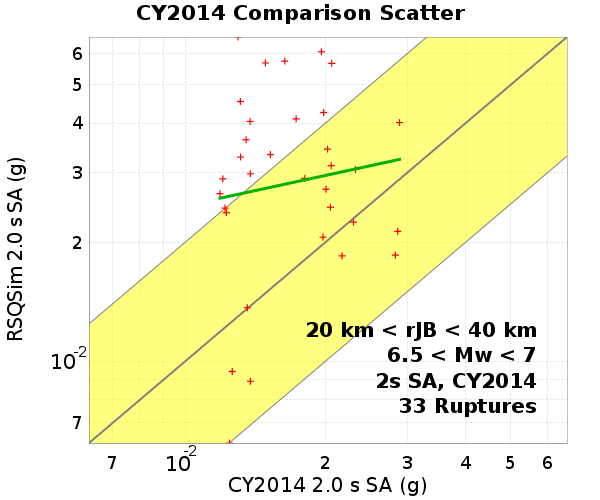 CY2014 Comparison Scatter
RSQSim 2.0 s SA (g)
6
5
4
3
2
10-2
7
20 km < rJB < 40 km
6.5 < Mw < 7
2s SA, CY2014
33 Ruptures
7 10-2 2 3 4 5 6
CY2014 2.0 s SA (g)